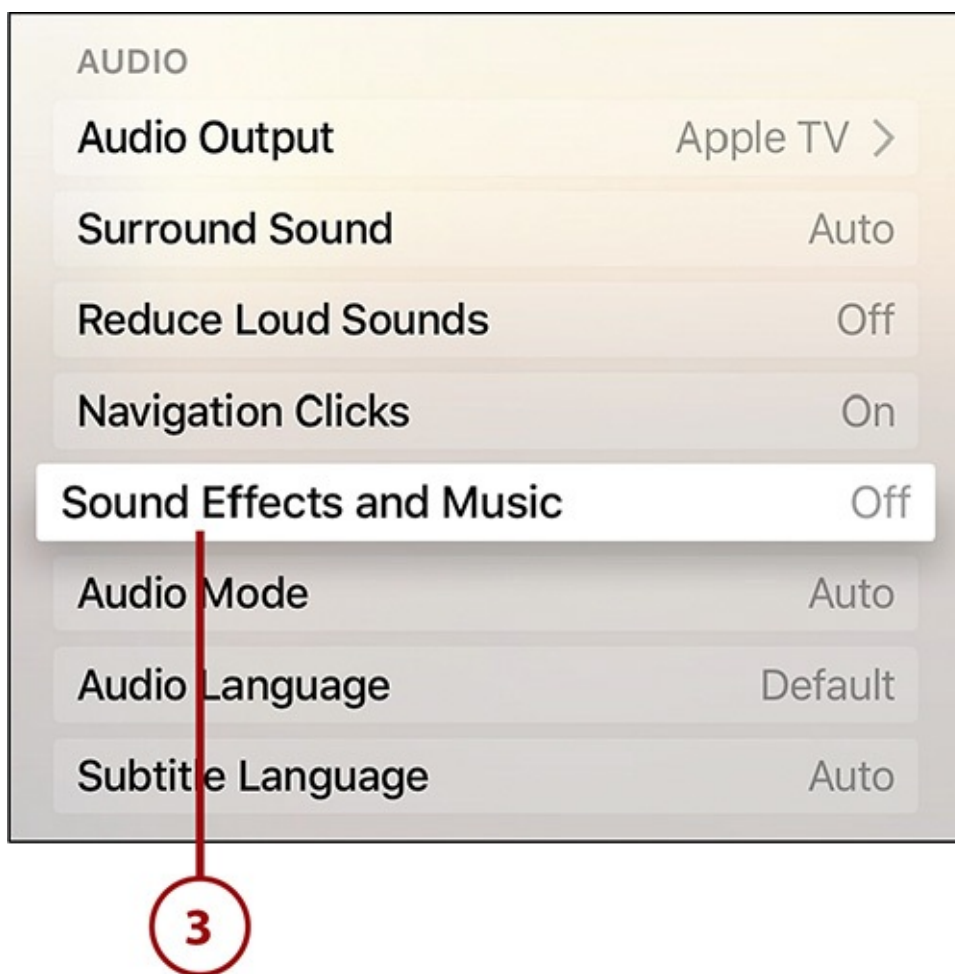 AUDIO
Audio Output Apple TV >
Surround Sound Auto
Reduce Loud Sounds Off
Navigation Clicks On
Sound Effects and Music Off
Audio Mode Auto
Audio Language Default
Subtitle Language Auto
3